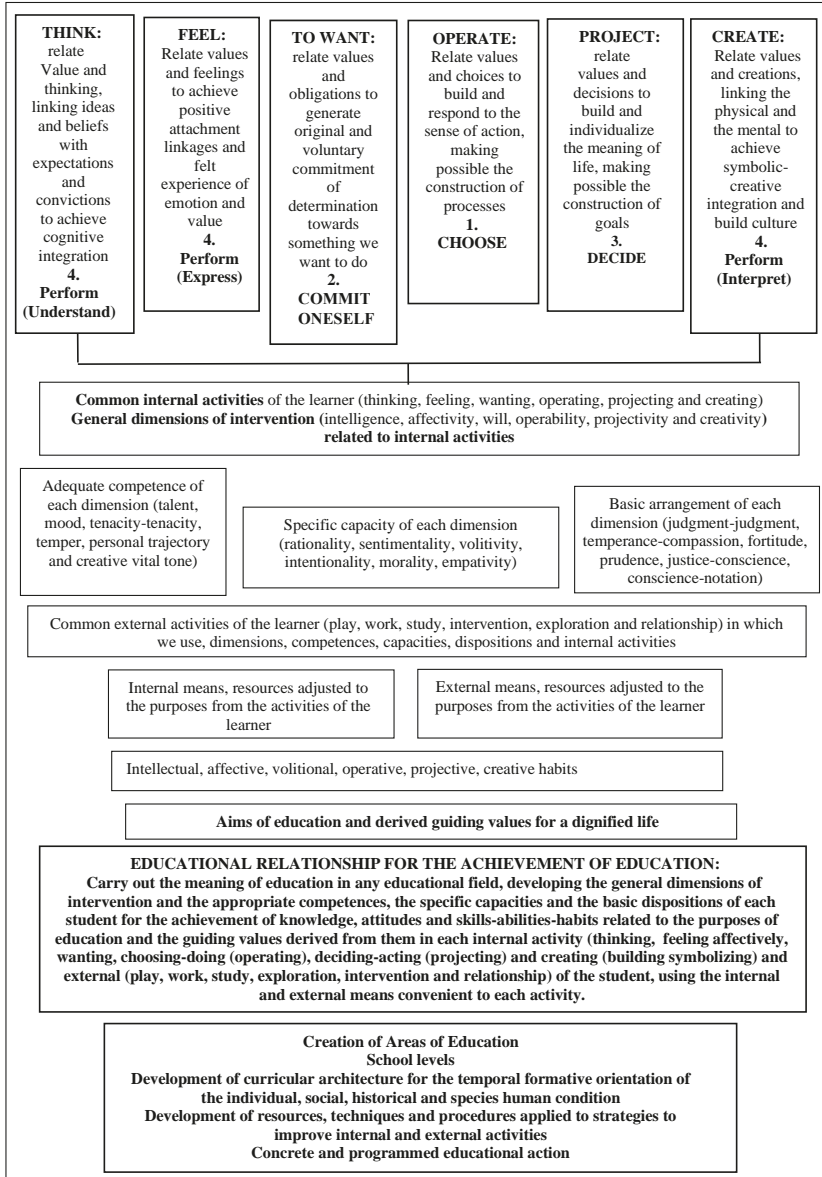 THINK:
relate
Value and
thinking,
linking ideas
and beliefs
with
expectations
and
convictions
to achieve
cognitive
integration
4.
Perform
(Understand)
FEEL:
Relate values
and feelings
to achieve
positive
attachment
linkages and
felt
experience of
emotion and
value
4.
Perform
(Express)
TO WANT:
relate values
and
obligations to
generate
original and
voluntary
commitment
of
determination
towards
something we
want to do
2.
COMMIT
ONESELF
OPERATE:
Relate values
and choices to
build and
respond to the
sense of action,
making
possible the
construction of
processes
1.
CHOOSE
PROJECT:
relate
values and
decisions to
build and
individualize
the meaning of
life, making
possible the
construction of
goals
3.
DECIDE
CREATE:
Relate values
and creations,
linking the
physical and
the mental to
achieve
symbolic-
creative
integration and
build culture
4.
Perform
(Interpret)
Common internal activities of the learner (thinking, feeling, wanting, operating, projecting and creating)
General dimensions of intervention (intelligence, affectivity, will, operability, projectivity and creativity)
related to internal activities
Adequate competence of
each dimension (talent,
mood, tenacity-tenacity,
temper, personal trajectory
and creative vital tone)
Specific capacity of each dimension
(rationality, sentimentality, volitivity,
intentionality, morality, empativity)
Basic arrangement of each
dimension (judgment-judgment,
temperance-compassion, fortitude,
prudence, justice-conscience,
conscience-notation)
Common external activities of the learner (play, work, study, intervention, exploration and relationship) in which
we use, dimensions, competences, capacities, dispositions and internal activities
Internal means, resources adjusted to
the purposes from the activities of the
learner
External means, resources adjusted to the
purposes from the activities of the learner
Intellectual, affective, volitional, operative, projective, creative habits
Aims of education and derived guiding values for a dignified life
EDUCATIONAL RELATIONSHIP FOR THE ACHIEVEMENT OF EDUCATION:
Carry out the meaning of education in any educational field, developing the general dimensions of
intervention and the appropriate competences, the specific capacities and the basic dispositions of each
student for the achievement of knowledge, attitudes and skills-abilities-habits related to the purposes of
education and the guiding values derived from them in each internal activity (thinking, feeling affectively,
wanting, choosing-doing (operating), deciding-acting (projecting) and creating (building symbolizing) and
external (play, work, study, exploration, intervention and relationship) of the student, using the internal
and external means convenient to each activity.
Creation of Areas of Education
School levels
Development of curricular architecture for the temporal formative orientation of
the individual, social, historical and species human condition
Development of resources, techniques and procedures applied to strategies to
improve internal and external activities
Concrete and programmed educational action